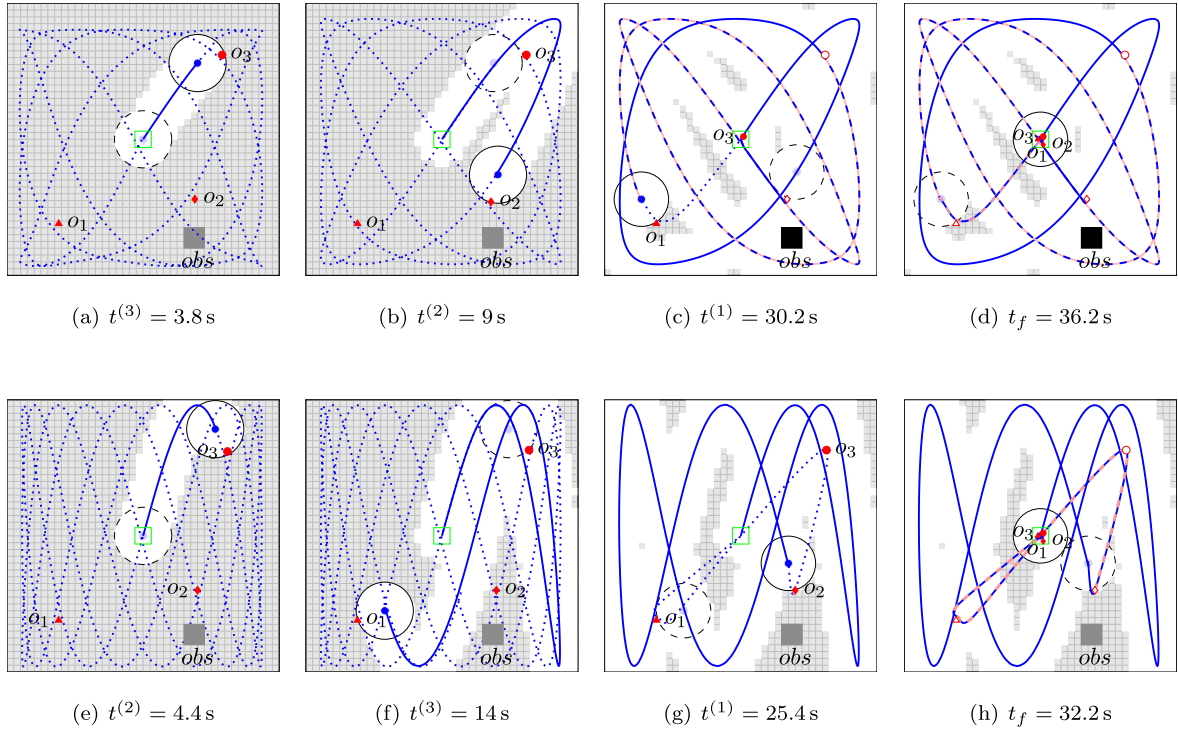 o₃
o₂
o₁
obs
o₃
o₂
o₁
obs
o₃
o₁
obs
o₃
o₂
o₁
obs
(a) t⁽³⁾ = 3.8 s
(b) t⁽²⁾ = 9 s
(c) t⁽¹⁾ = 30.2 s
(d) t_f = 36.2 s
o₃
o₂
o₁
obs
o₃
o₂
o₁
obs
o₃
o₂
o₁
obs
o₃
o₂
o₁
obs
(e) t⁽²⁾ = 4.4 s
(f) t⁽³⁾ = 14 s
(g) t⁽¹⁾ = 25.4 s
(h) t_f = 32.2 s